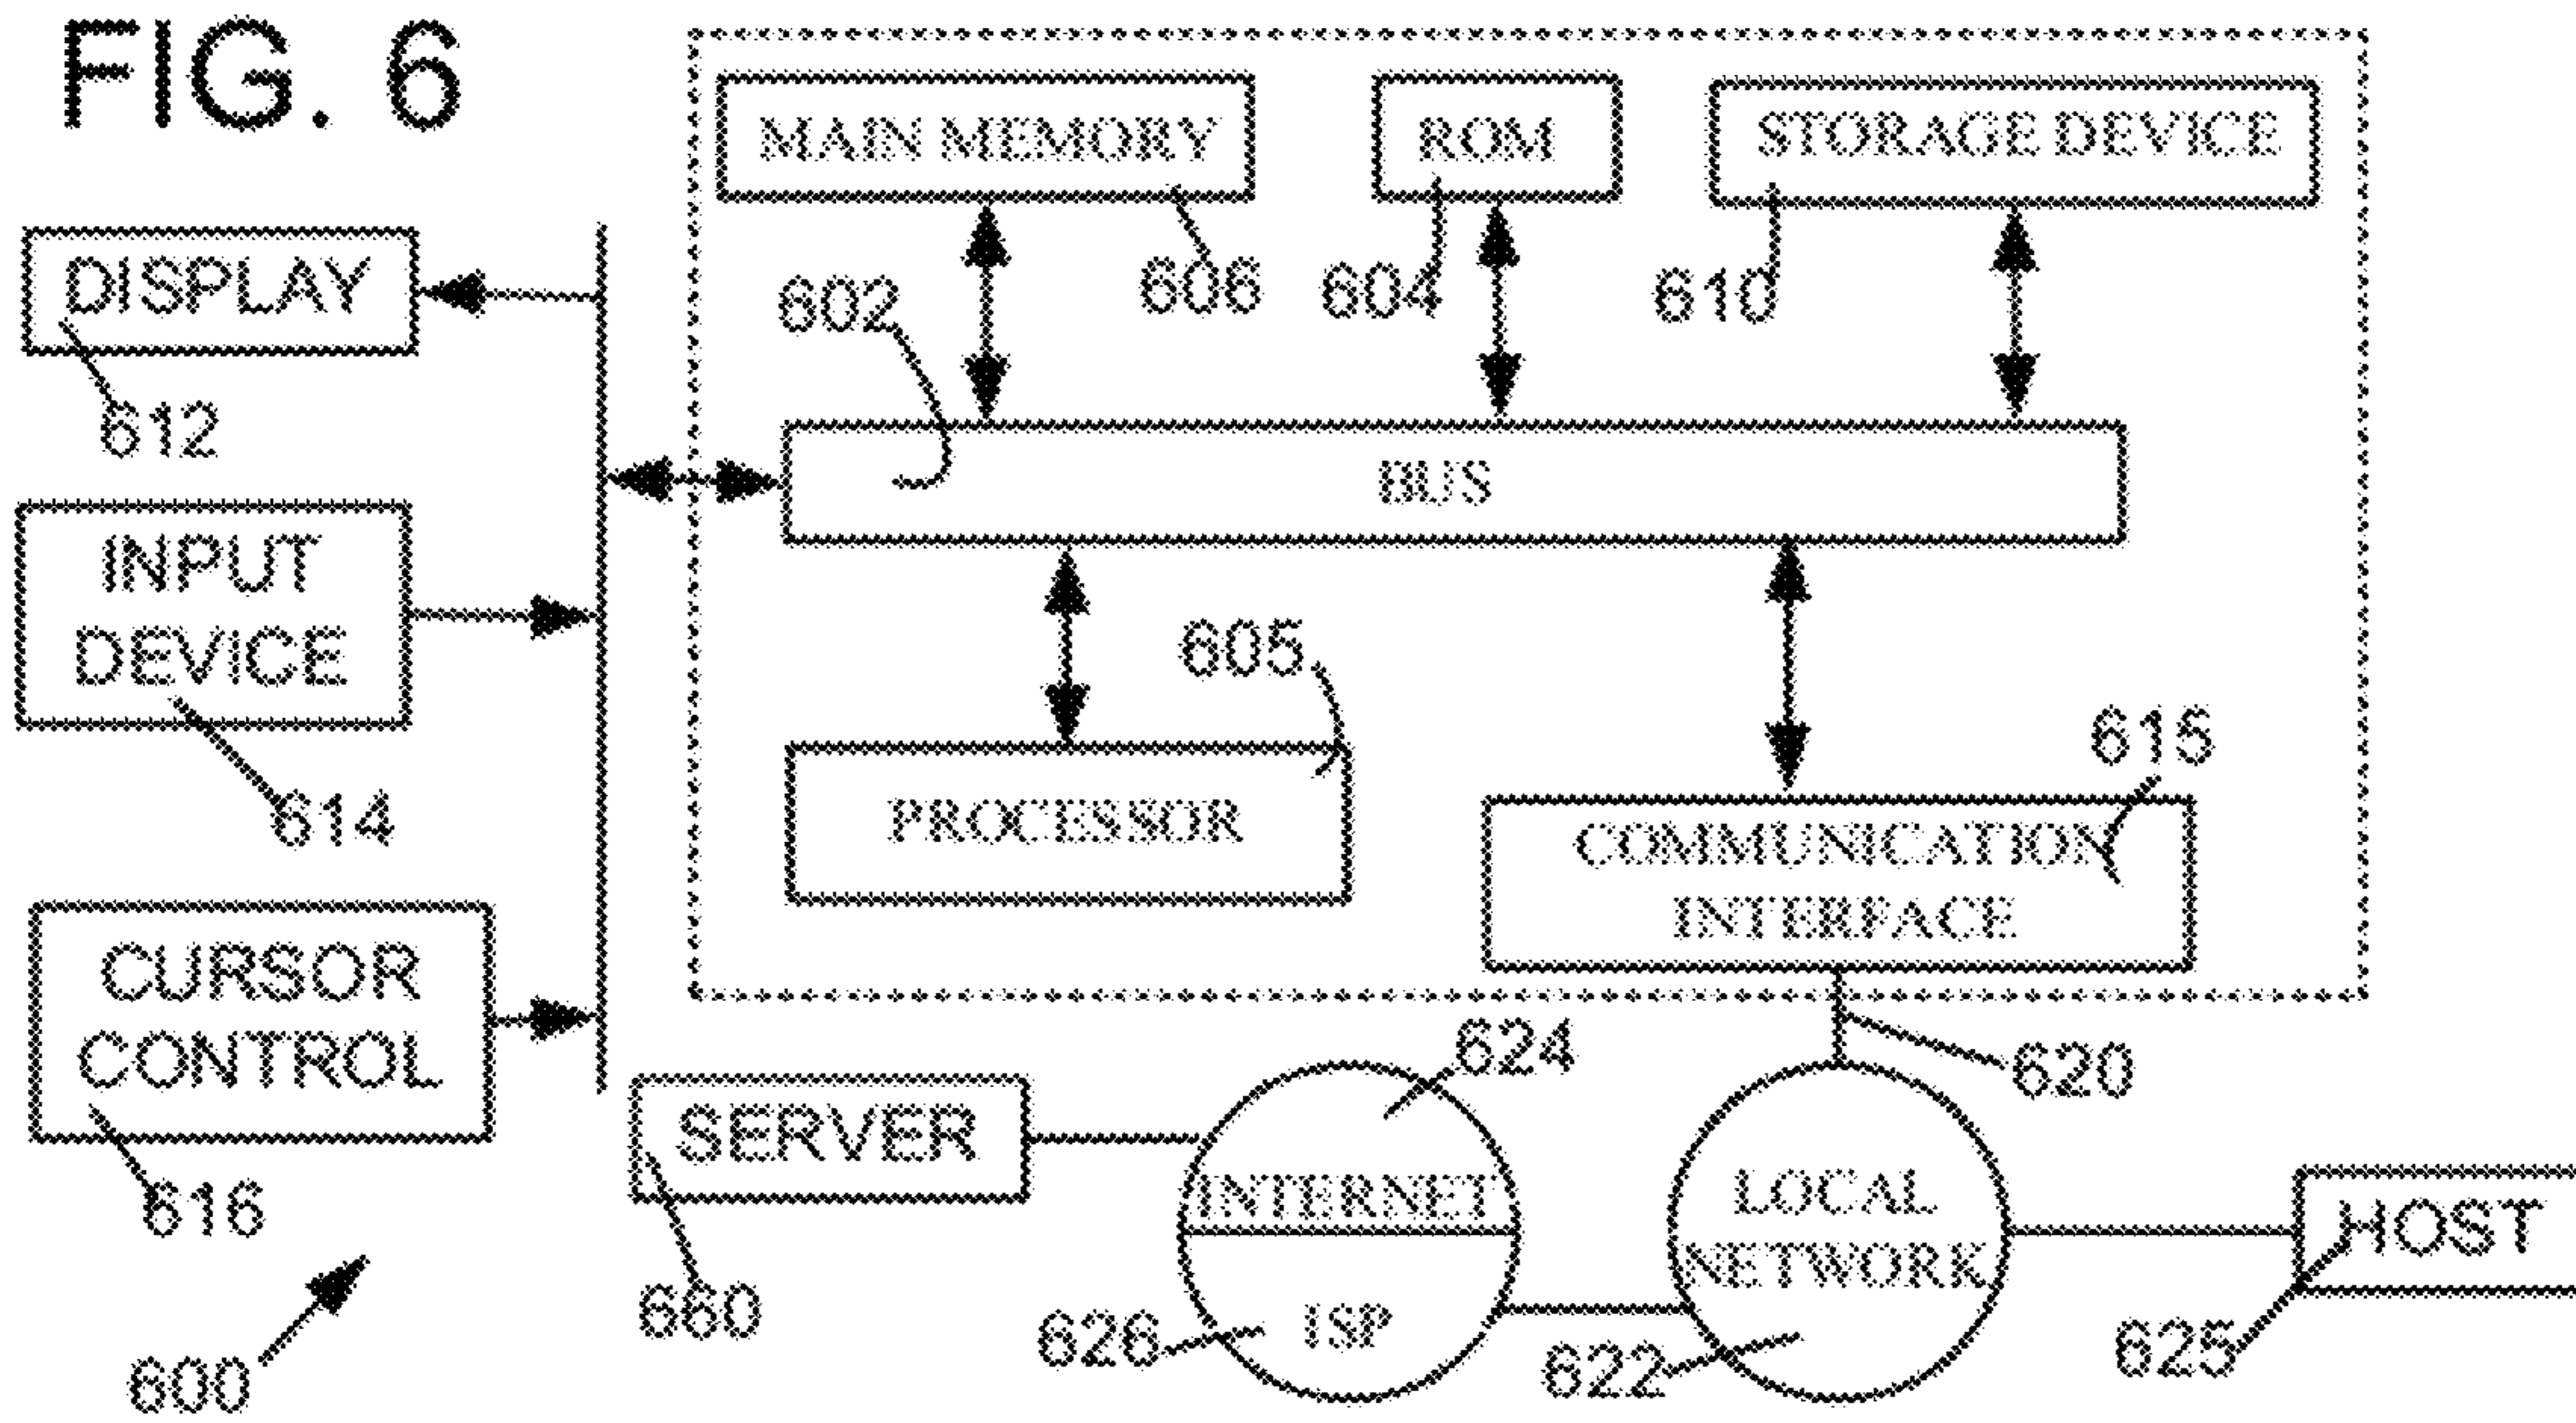 FIG. 6
MAIN MEMORY
ROM
STORAGE DEVICE
DISPLAY
602
606
604
610
612
BUS
INPUT
DEVICE
605
615
614
PROCESSOR
COMMUNICATION
INTERFACE
CURSOR
CONTROL
624
620
SERVER
616
INTERNET
LOCAL
NETWORK
HOST
660
626
ISP
622
625
600